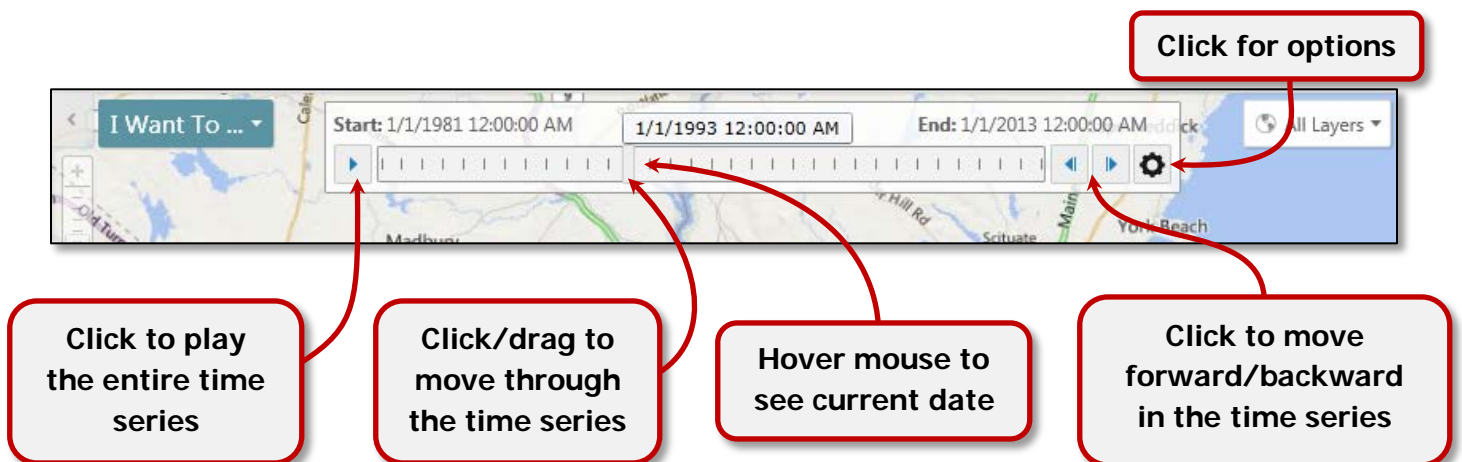 Click for options
I Want To ...
Start: 1/1/1981 12:00:00 AM
1/1/1993 12:00:00 AM
End: 1/1/2013 12:00:00 AM
All Layers
9
Hill Rd
Main
Scituate
York Beach
Madbury
Click to play
the entire time
series
Click/drag to
move through
the time series
Hover mouse to
see current date
Click to move
forward/backward
in the time series